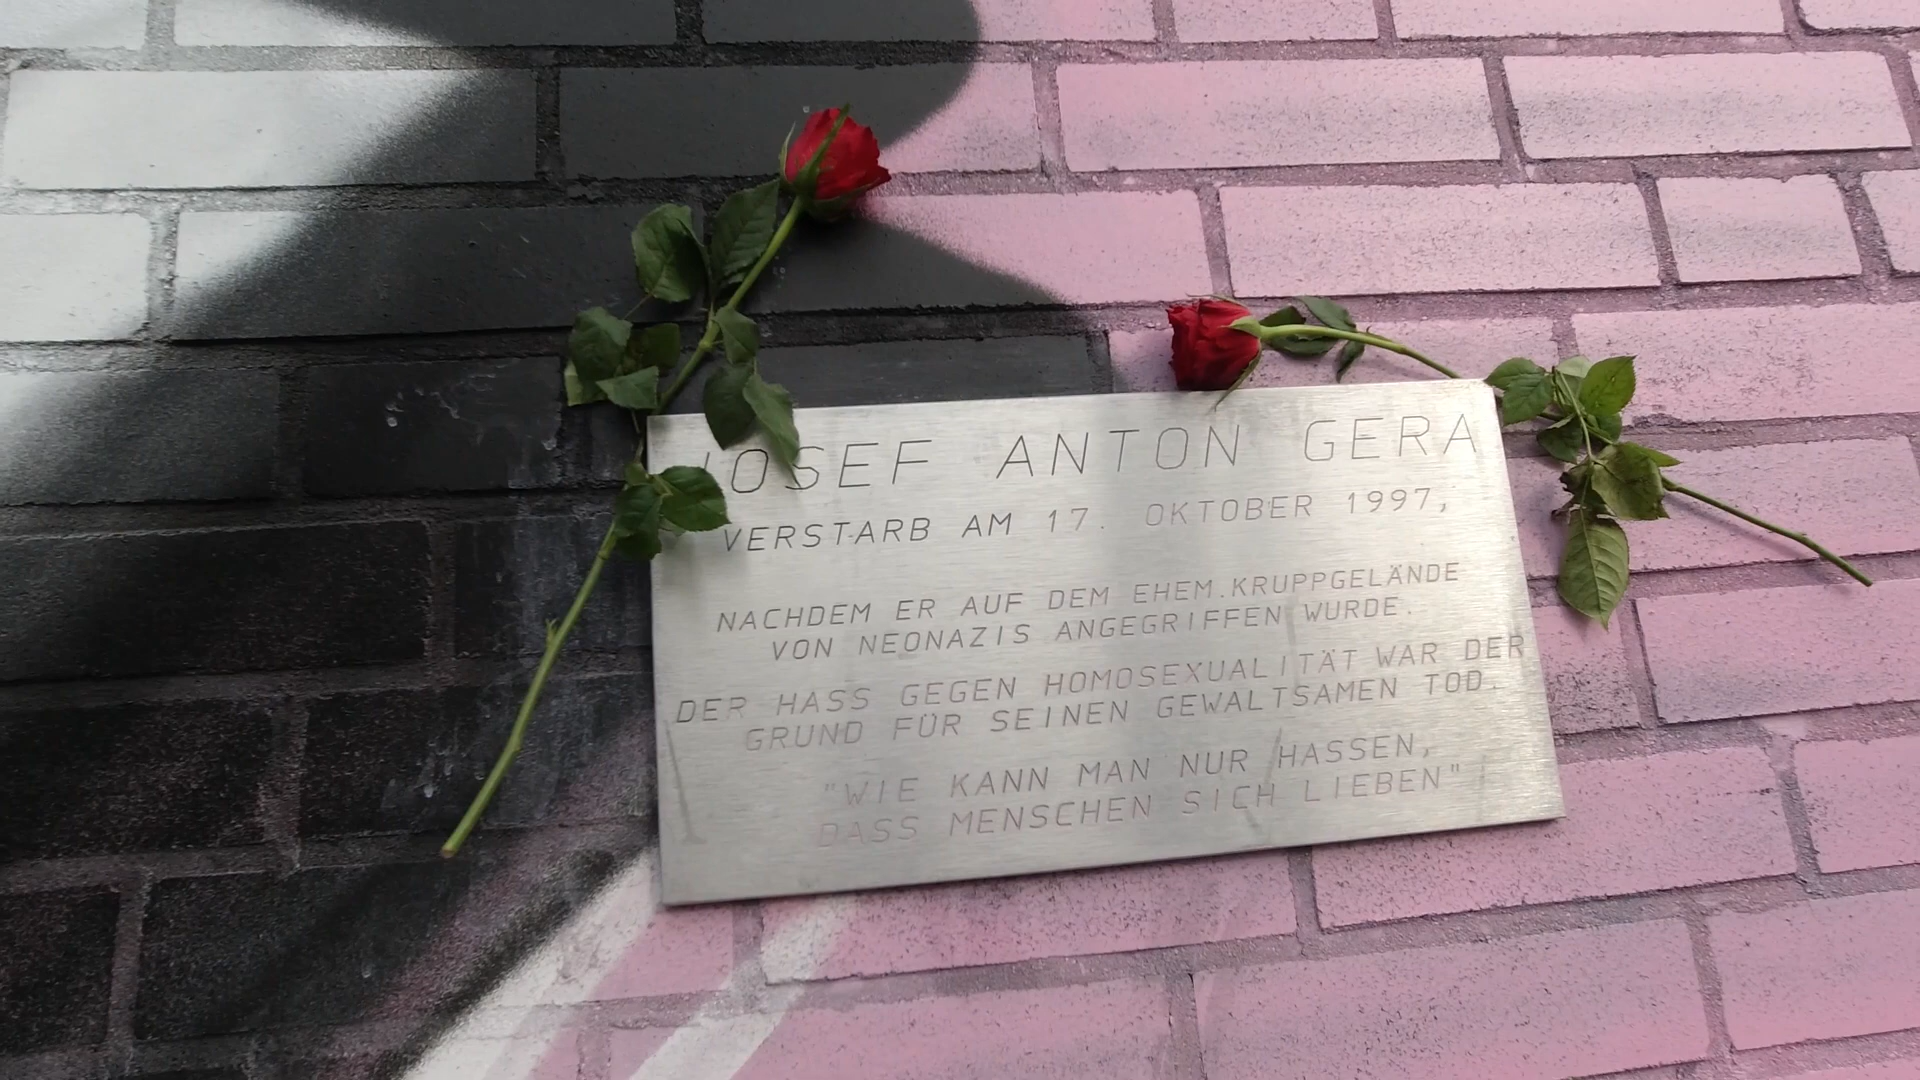 JOSEF ANTON GERA
VERSTARB AM 17. OKTOBER 1997,
NACHDEM ER AUF DEM EHEM.KRUPPGELÄNDE
VON NEONAZIS ANGEGRIFFEN WURDE.
DER HASS GEGEN HOMOSEXUALITÄT WAR DER
GRUND FÜR SEINEN GEWALTSAMEN TOD.
"WIE KANN MAN NUR HASSEN,
DASS MENSCHEN SICH LIEBEN"